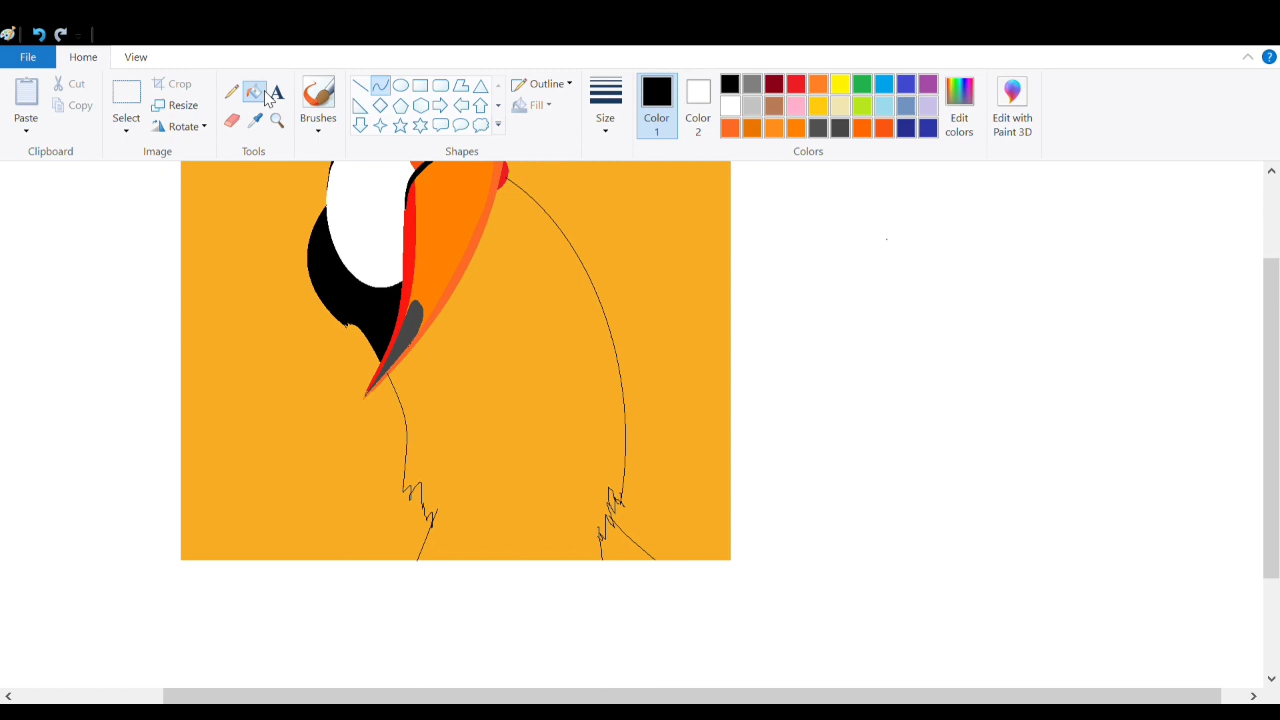 File Home View
Cut
Copy
Paste
Clipboard
Crop
Resize
Rotate
Select
Image
A
Tools
Brushes
Outline
Fill
Shapes
Size
Color
1
Color
2
Edit
colors
Colors
Edit with
Paint 3D
?